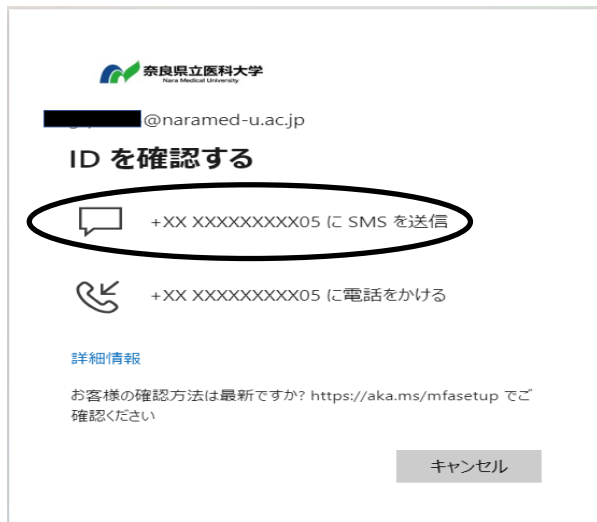 奈良県立医科大学
Nara Medical University
@naramed-u.ac.jp
ID を確認する
+XX XXXXXXXXX05 に SMS を送信
+XX XXXXXXXXX05 に電話をかける
詳細情報
お客様の確認方法は最新ですか? https://aka.ms/mfasetup でご
確認ください
キャンセル